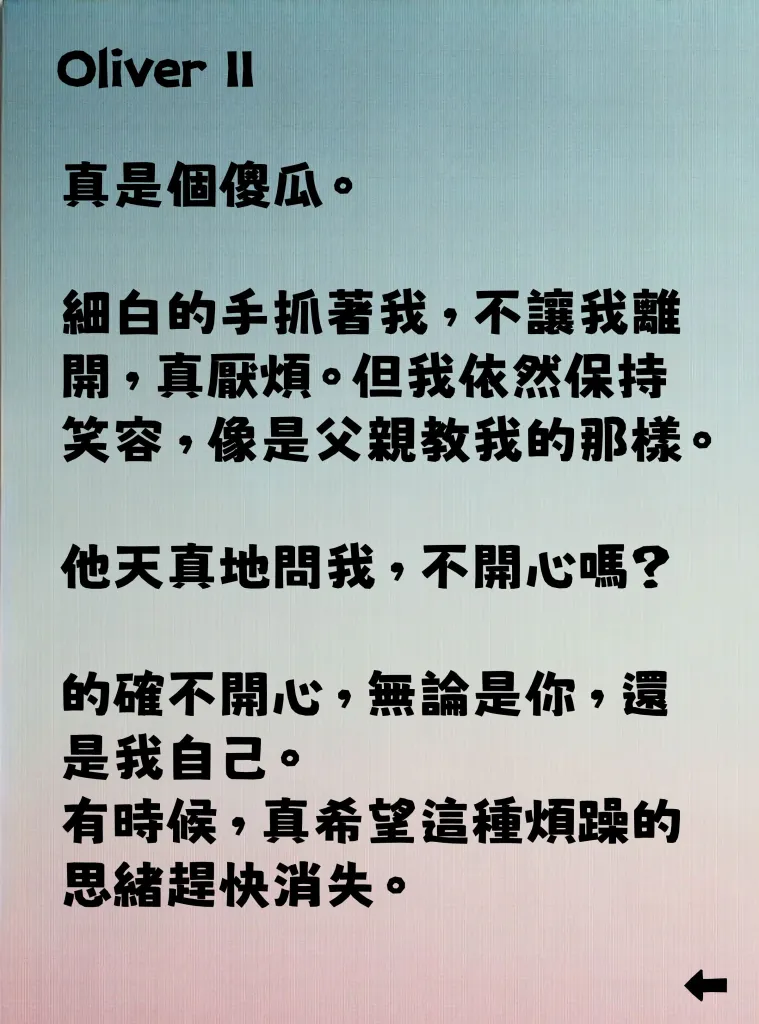 Oliver II
真是個傻瓜。
細白的手抓著我，不讓我離
開，真厭煩。但我依然保持
笑容，像是父親教我的那樣。
他天真地問我，不開心嗎？
的確不開心，無論是你，還
是我自己。
有時候，真希望這種煩躁的
思緒趕快消失。